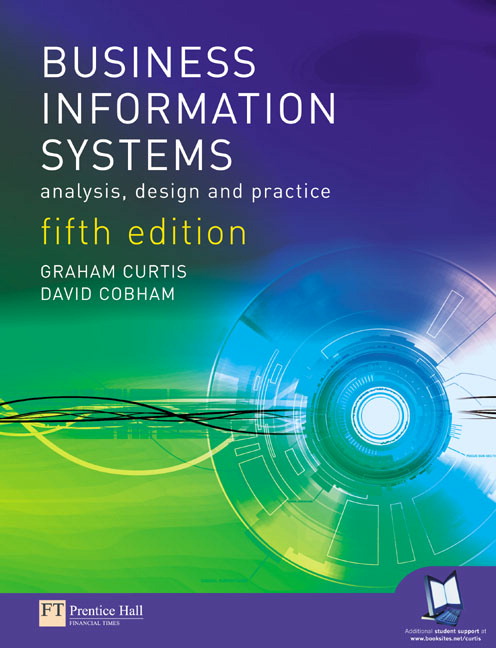 BUSINESS
INFORMATION
SYSTEMS
analysis, design and practice
fifth edition
GRAHAM CURTIS
DAVID COBHAM
FT Prentice Hall
FINANCIAL TIMES
Additional student support at
www.booksites.net/curtis